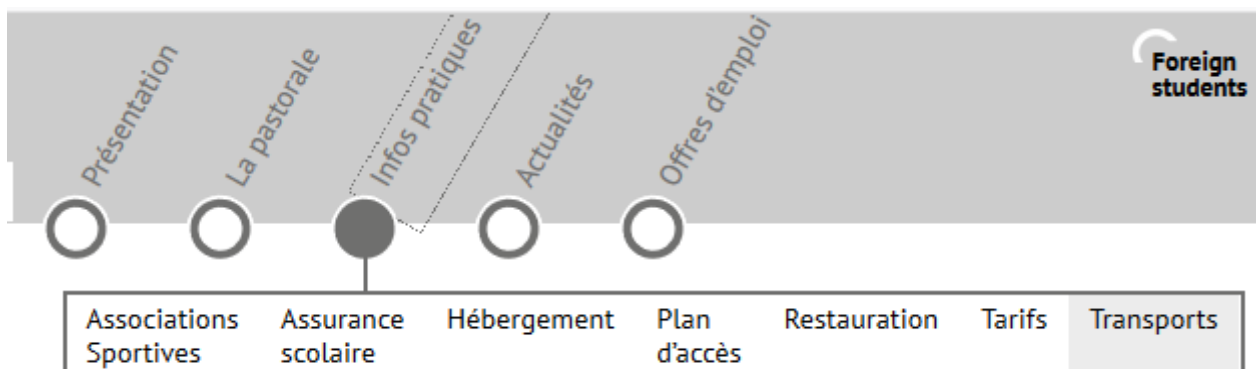 Présentation
La pastorale
Infos pratiques
Actualités
Offres d'emploi
Foreign
students
Associations
Sportives
Assurance
scolaire
Hébergement
Plan
d'accès
Restauration
Tarifs
Transports